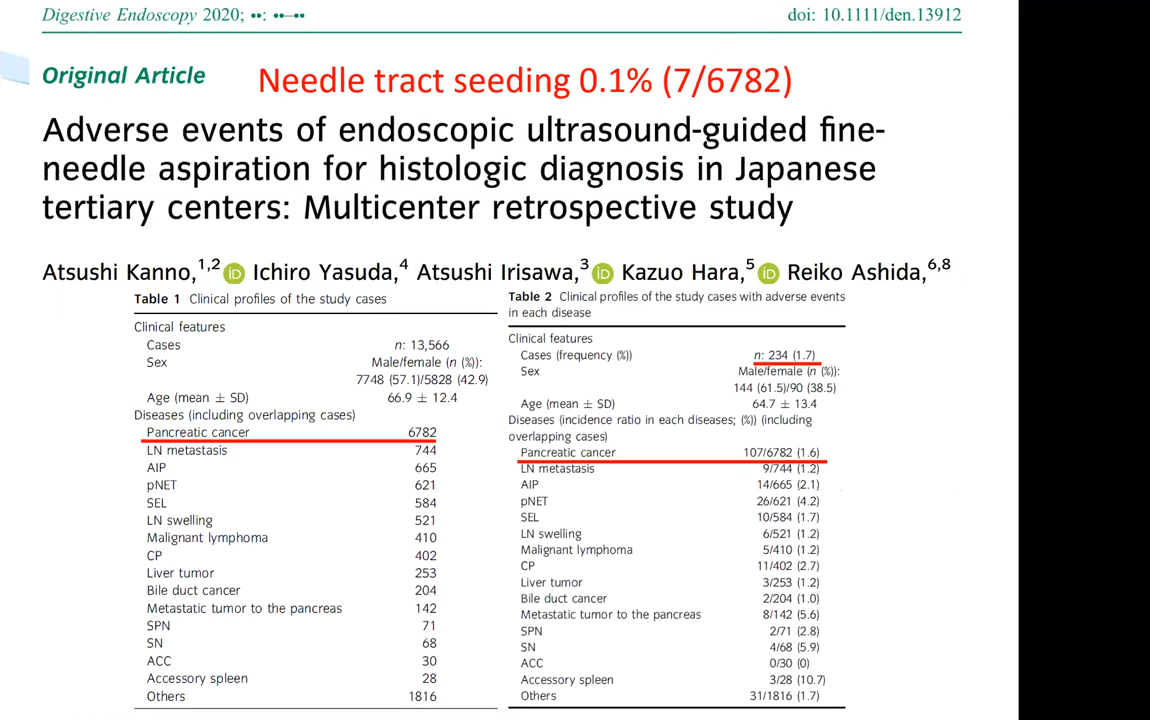 Digestive Endoscopy 2020; ••: ••–••
doi: 10.1111/den.13912
Original Article
Needle tract seeding 0.1% (7/6782)
Adverse events of endoscopic ultrasound-guided fine-
needle aspiration for histologic diagnosis in Japanese
tertiary centers: Multicenter retrospective study
Atsushi Kanno,1,2 iD Ichiro Yasuda,4 Atsushi Irisawa,3 iD Kazuo Hara,5 iD Reiko Ashida,6,8
Table 1 Clinical profiles of the study cases
Clinical features
Cases n: 13,566
Sex Male/female (n (%)):
7748 (57.1)/5828 (42.9)
Age (mean ± SD) 66.9 ± 12.4
Diseases (including overlapping cases)
Pancreatic cancer 6782
LN metastasis 744
AIP 665
pNET 621
SEL 584
LN swelling 521
Malignant lymphoma 410
CP 402
Liver tumor 253
Bile duct cancer 204
Metastatic tumor to the pancreas 142
SPN 71
SN 68
ACC 30
Accessory spleen 28
Others 1816
Table 2 Clinical profiles of the study cases with adverse events
in each disease
Clinical features
Cases (frequency (%)) n: 234 (1.7)
Sex Male/female (n (%)):
144 (61.5)/90 (38.5)
Age (mean ± SD) 64.7 ± 13.4
Diseases (incidence ratio in each diseases; (%)) (including
overlapping cases)
Pancreatic cancer 107/6782 (1.6)
LN metastasis 9/744 (1.2)
AIP 14/665 (2.1)
pNET 26/621 (4.2)
SEL 10/584 (1.7)
LN swelling 6/521 (1.2)
Malignant lymphoma 5/410 (1.2)
CP 11/402 (2.7)
Liver tumor 3/253 (1.2)
Bile duct cancer 2/204 (1.0)
Metastatic tumor to the pancreas 8/142 (5.6)
SPN 2/71 (2.8)
SN 4/68 (5.9)
ACC 0/30 (0)
Accessory spleen 3/28 (10.7)
Others 31/1816 (1.7)